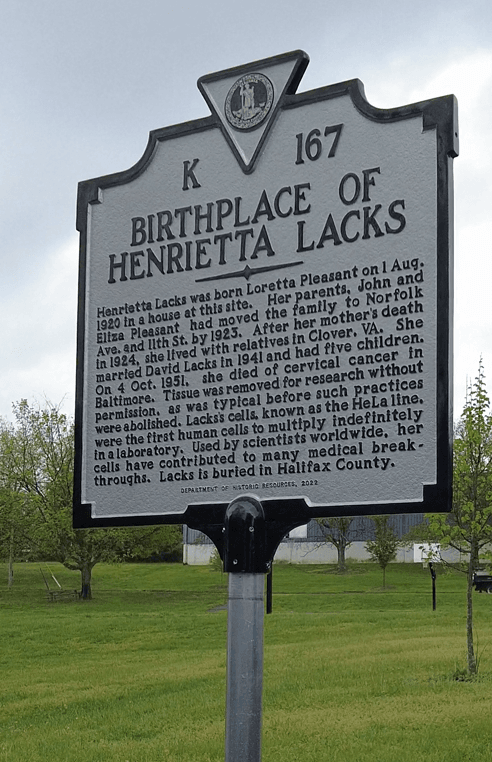 K 167
BIRTHPLACE OF
HENRIETTA LACKS
Henrietta Lacks was born Loretta Pleasant on 1 Aug.
1920 in a house at this site. Her parents, John and
Eliza Pleasant had moved the family to Norfolk
Ave. and 11th St. by 1923. After her mother's death
in 1924, she lived with relatives in Clover, VA. She
married David Lacks in 1941 and had five children.
On 4 Oct. 1951, she died of cervical cancer in
Baltimore. Tissue was removed for research without
permission, as was typical before such practices
were abolished. Lacks's cells, known as the HeLa line,
were the first human cells to multiply indefinitely
in a laboratory. Used by scientists worldwide, her
cells have contributed to many medical break-
throughs. Lacks is buried in Halifax County.
DEPARTMENT OF HISTORIC RESOURCES, 2022